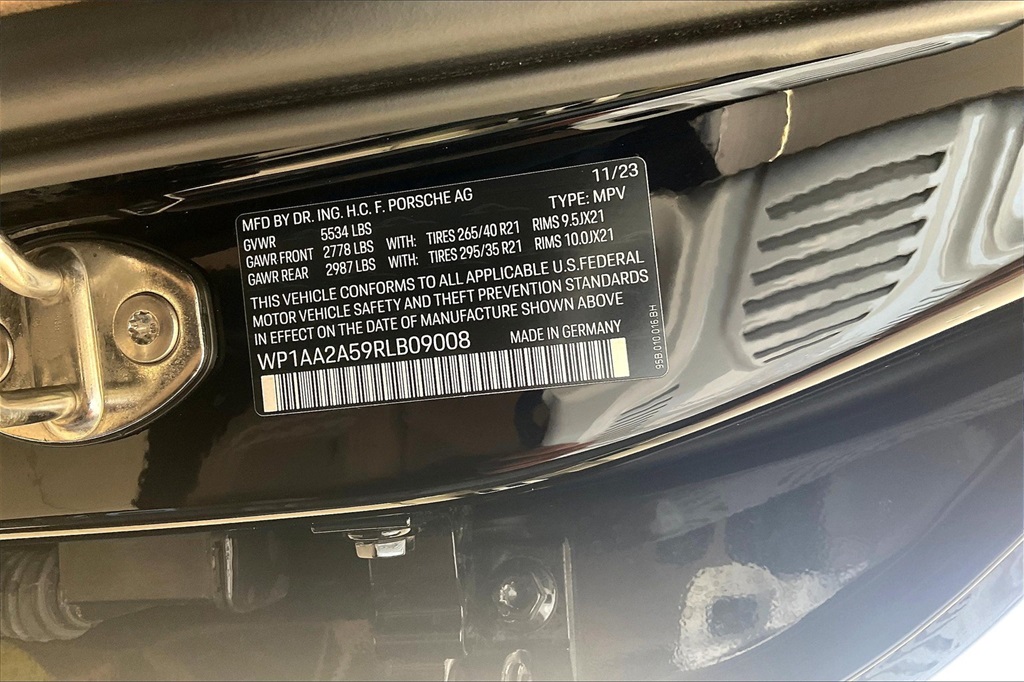 11/23
MFD BY DR. ING. H.C. F. PORSCHE AG TYPE: MPV
GVWR 5534 LBS
GAWR FRONT 2778 LBS WITH: TIRES 265/40 R21 RIMS 9.5JX21
GAWR REAR 2987 LBS WITH: TIRES 295/35 R21 RIMS 10.0JX21
THIS VEHICLE CONFORMS TO ALL APPLICABLE U.S.FEDERAL
MOTOR VEHICLE SAFETY AND THEFT PREVENTION STANDARDS
IN EFFECT ON THE DATE OF MANUFACTURE SHOWN ABOVE
WP1AA2A59RLB09008 MADE IN GERMANY
95B.010.016.BH